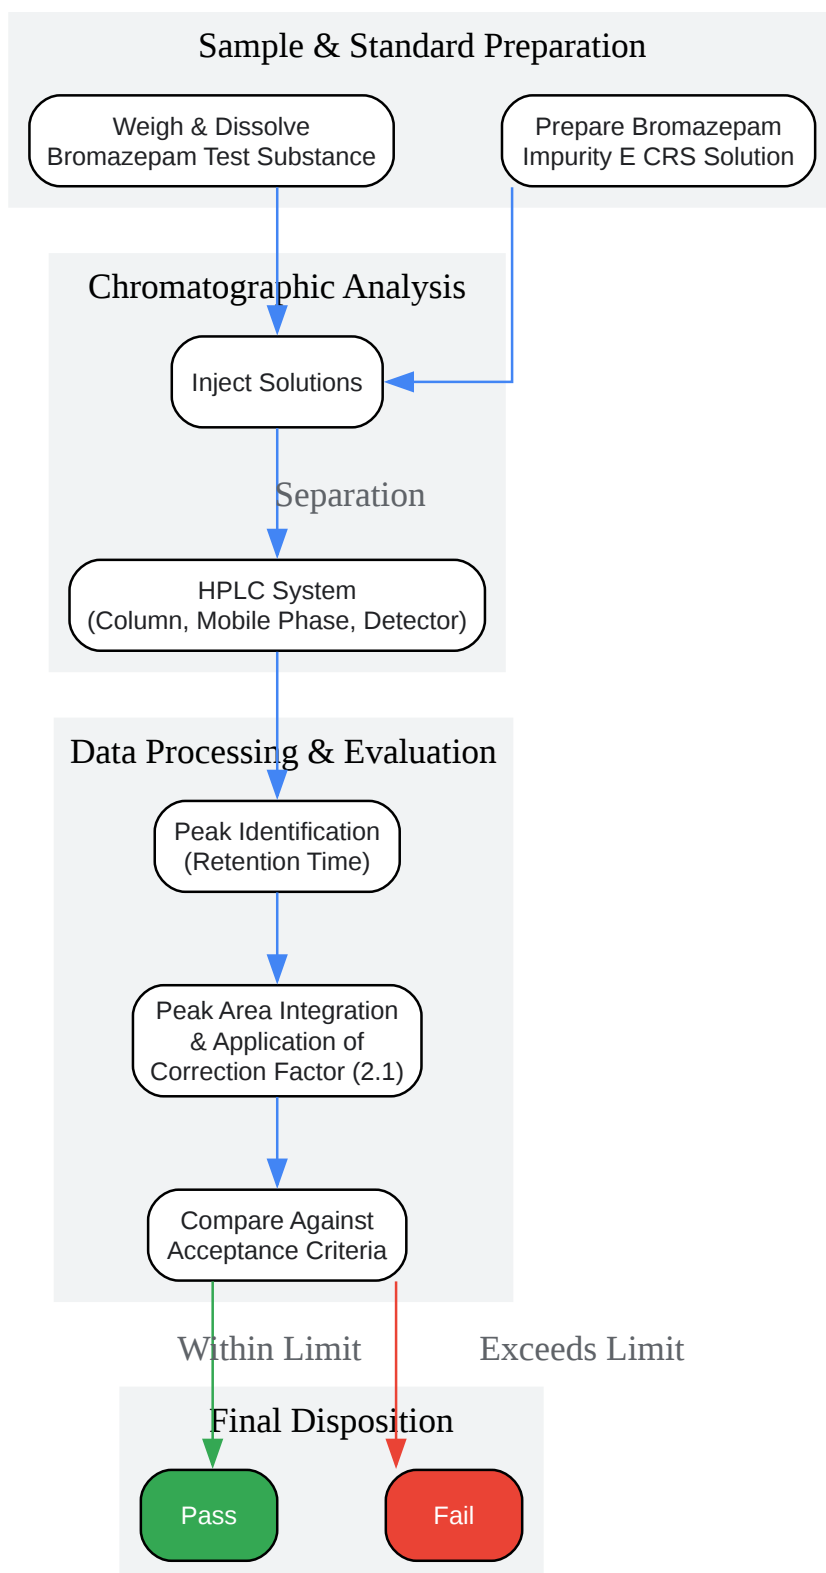 Sample & Standard Preparation
Weigh & Dissolve
Bromazepam Test Substance
Prepare Bromazepam
Impurity E CRS Solution
Chromatographic Analysis
Inject Solutions
Separation
HPLC System
(Column, Mobile Phase, Detector)
Data Processing & Evaluation
Peak Identification
(Retention Time)
Peak Area Integration
& Application of
Correction Factor (2.1)
Compare Against
Acceptance Criteria
Within Limit
Exceeds Limit
Final Disposition
Pass
Fail